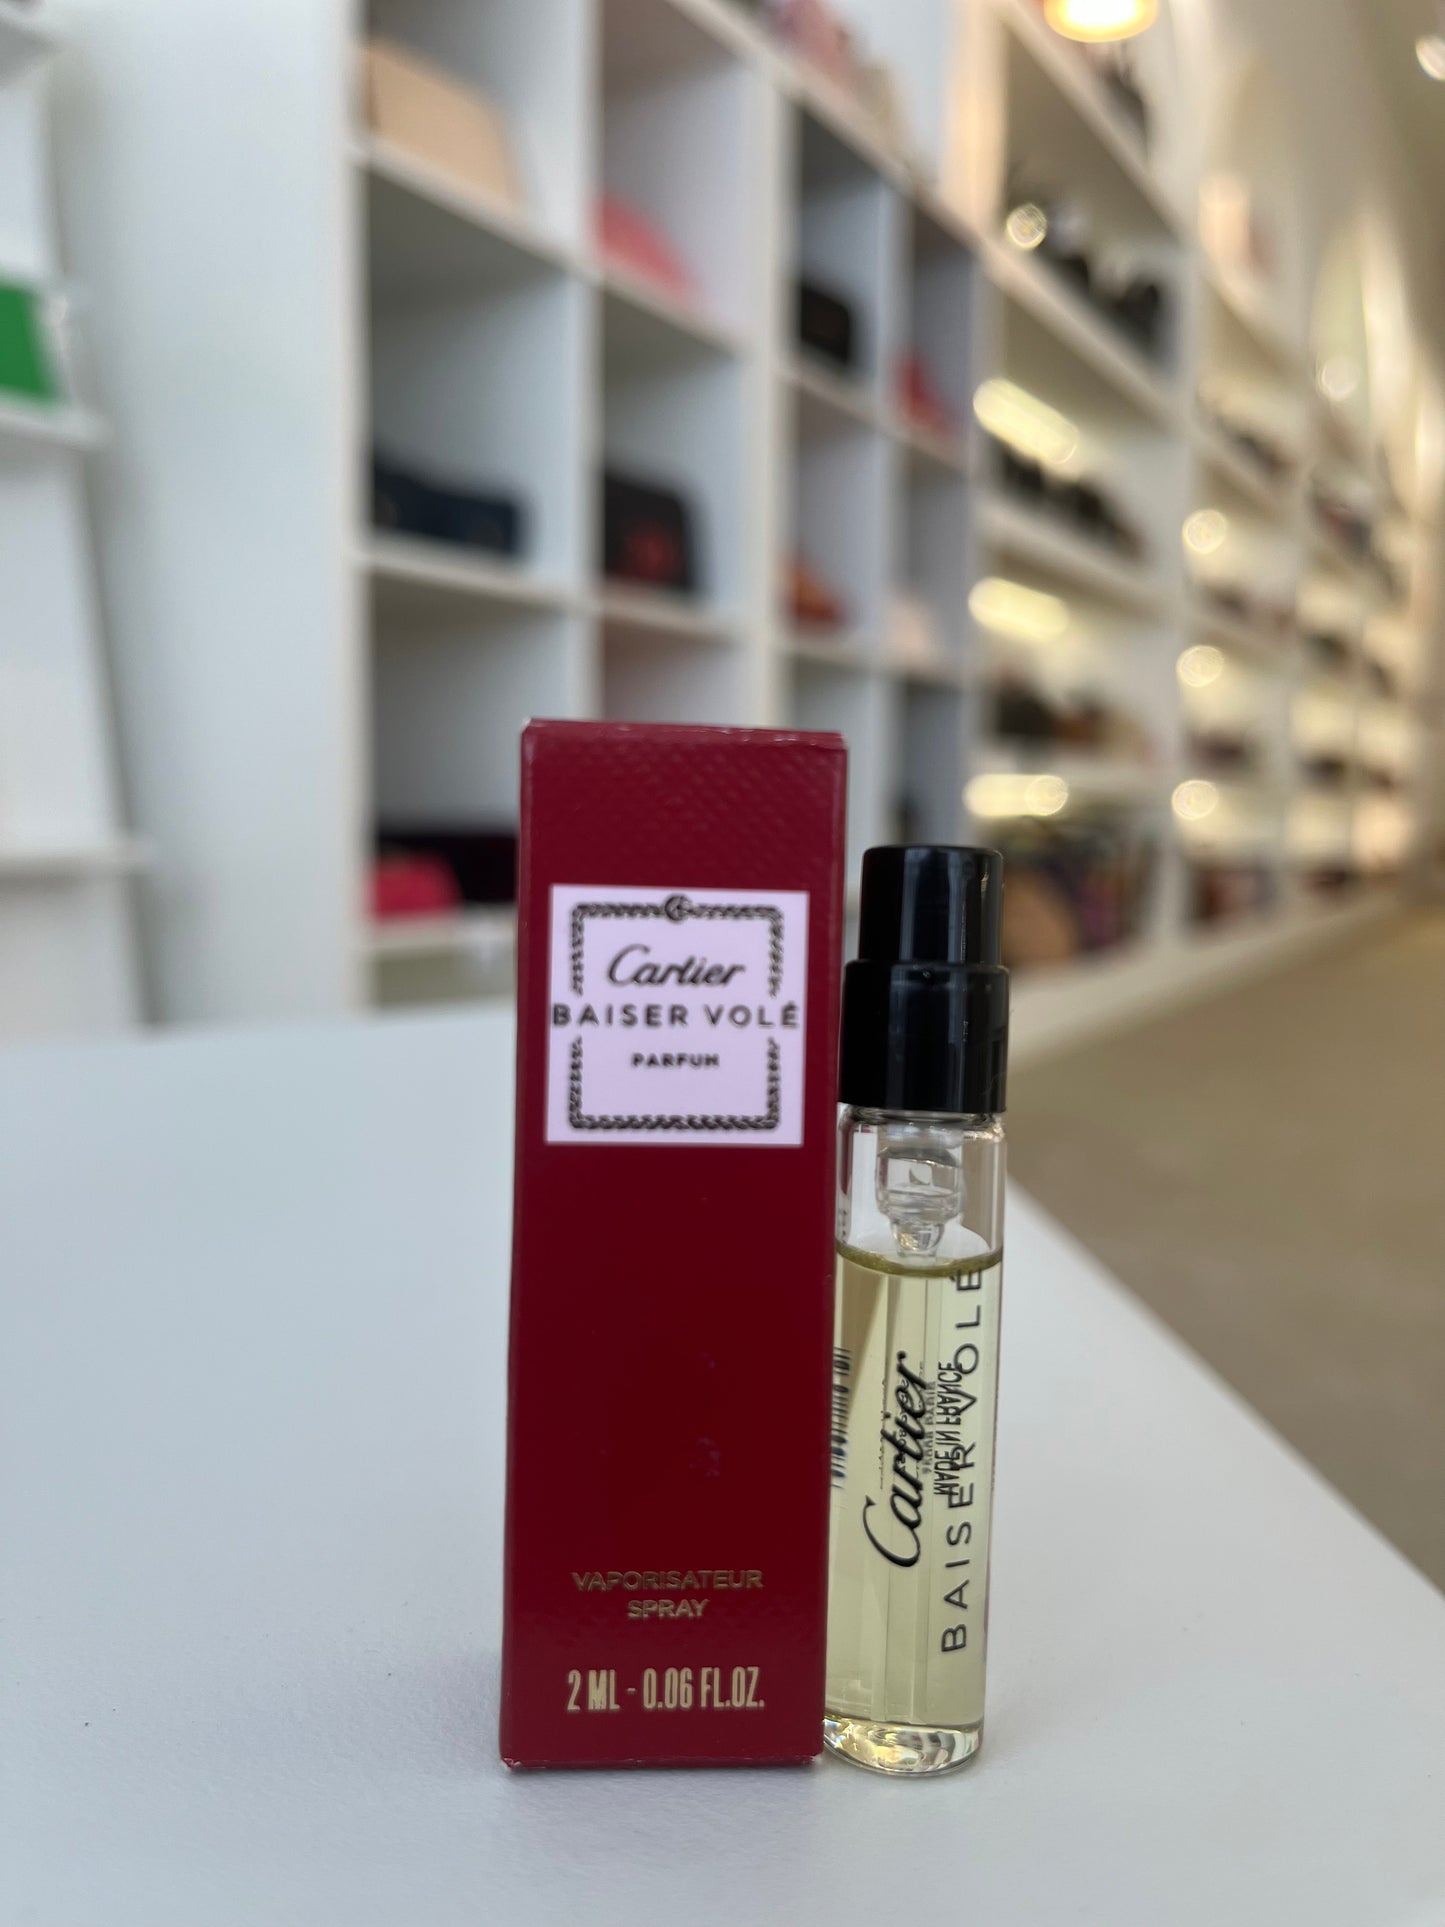 Cartier
BAISER VOLÉ
PARFUM
VAPORISATEUR
SPRAY
2 ML - 0.06 FL.OZ.
Cartier
BAISER VOLÉ
MADE IN FRANCE